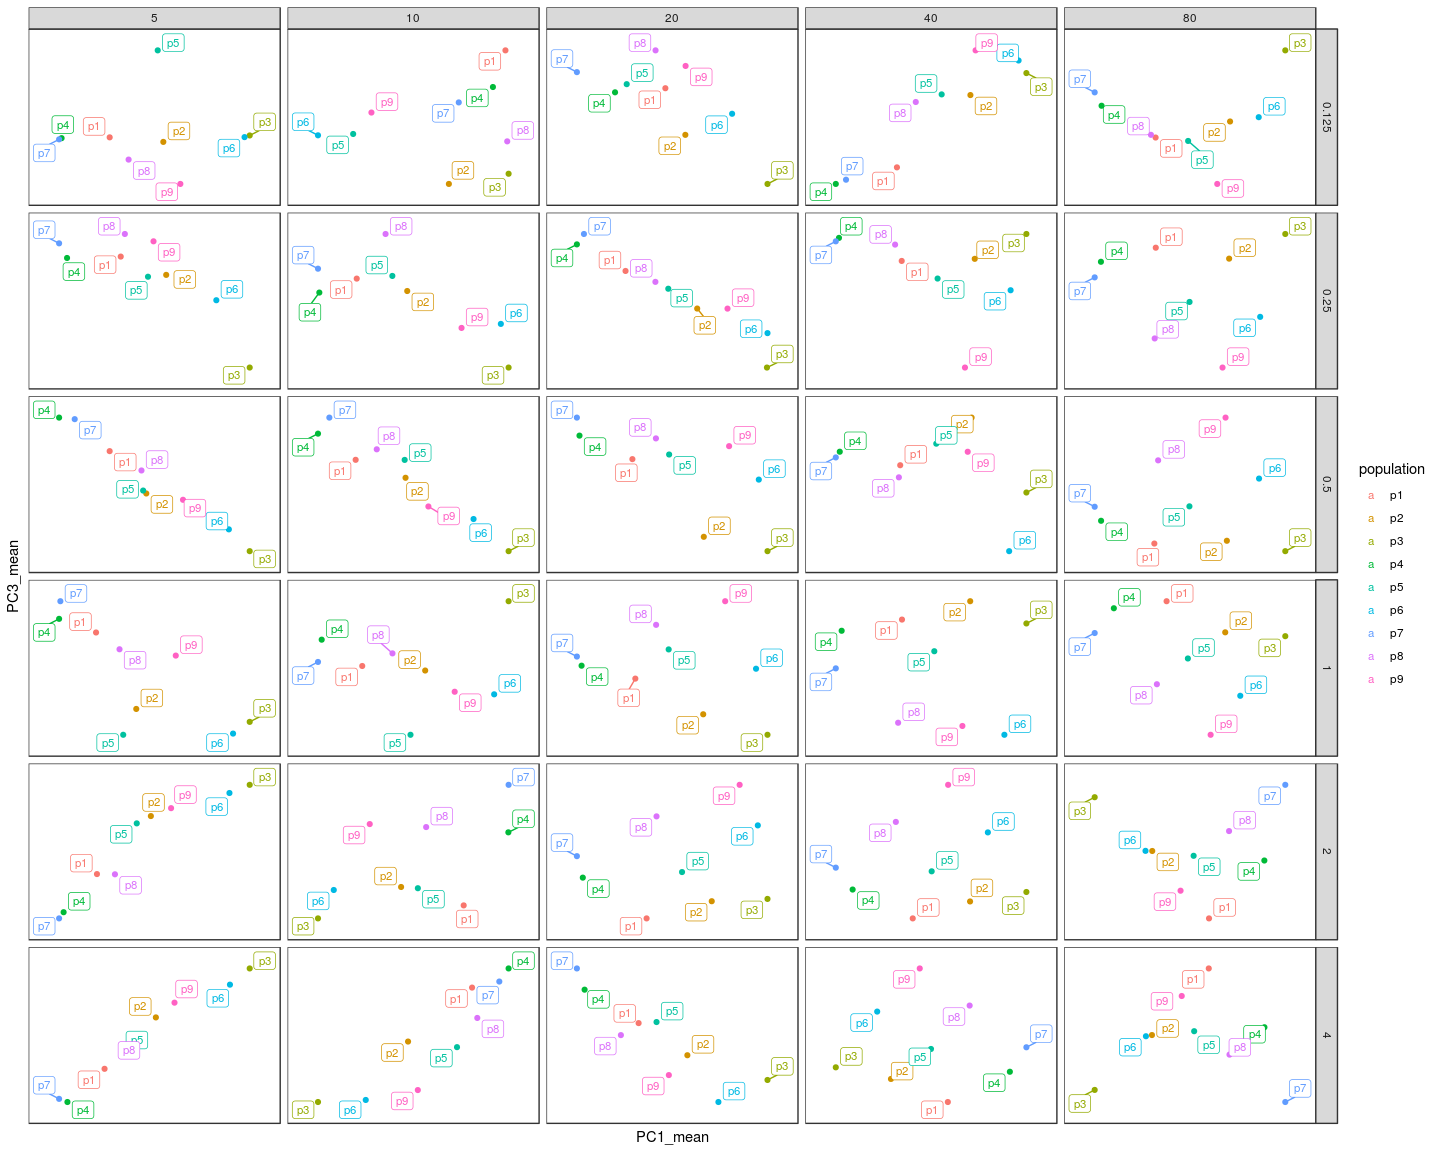 5 10 20 40 80
p5
p4 p1 p2 p3
p7 p6
p8
p9
p1
p9 p4
p6 p7
p5 p8
p2
p3
p8
p7 p5 p9
p4 p1
p6
p2
p3
p9 p6
p5 p3
p8 p2
p7
p4 p1
p3
p7
p4 p6
p8 p2
p1 p5
p9
0.125
p7 p8
p4 p1 p9
p5 p2 p6
p3
p8
p7 p5
p1 p2
p4 p9 p6
p3
p7
p4 p1 p8
p5 p9
p2 p6
p3
p4 p8 p2 p3
p7 p1
p5 p6
p9
p3
p4 p1 p2
p7
p5
p8 p6
p9
0.25
p4
p7
p1 p8
p5 p2 p9
p6
p3
p7
p4 p8
p1 p5
p2
p9
p6 p3
p7
p4 p8 p9
p1 p5 p6
p2
p3
p4 p5 p2
p7 p1 p9
p8 p3
p6
p9
p8
p7 p6
p4 p5
p1 p2
p3
0.5
p7
p4 p1
p8 p9
p2 p3
p5 p6
p3
p4 p8
p7 p1 p2
p9 p6
p5
p9
p8
p7 p5 p6
p4
p1
p2
p3
p2 p3
p4 p1
p5
p7
p8 p6
p9
p4 p1
p2
p7 p5 p3
p8 p6
p9
1
p3
p2 p9 p6
p5
p1
p8
p4
p7
p7
p8 p4
p9
p2
p6 p5
p3 p1
p9
p8 p6
p7 p5
p4
p2 p3
p1
p9
p8 p6
p7 p5
p4 p2
p1 p3
p7
p3 p8
p6 p2
p5 p4
p9 p1
2
p3
p9 p6
p2
p5
p8
p7 p1
p4
p4
p1 p7
p8
p2 p5
p3 p6 p9
p7
p4
p1 p5
p8 p2
p3
p9 p6
p9
p6 p8
p7
p3 p5
p2 p4
p1
p1
p9
p2 p4
p6 p5 p8
p7
p3
4
PC3_mean
PC1_mean
population
a p1
a p2
a p3
a p4
a p5
a p6
a p7
a p8
a p9